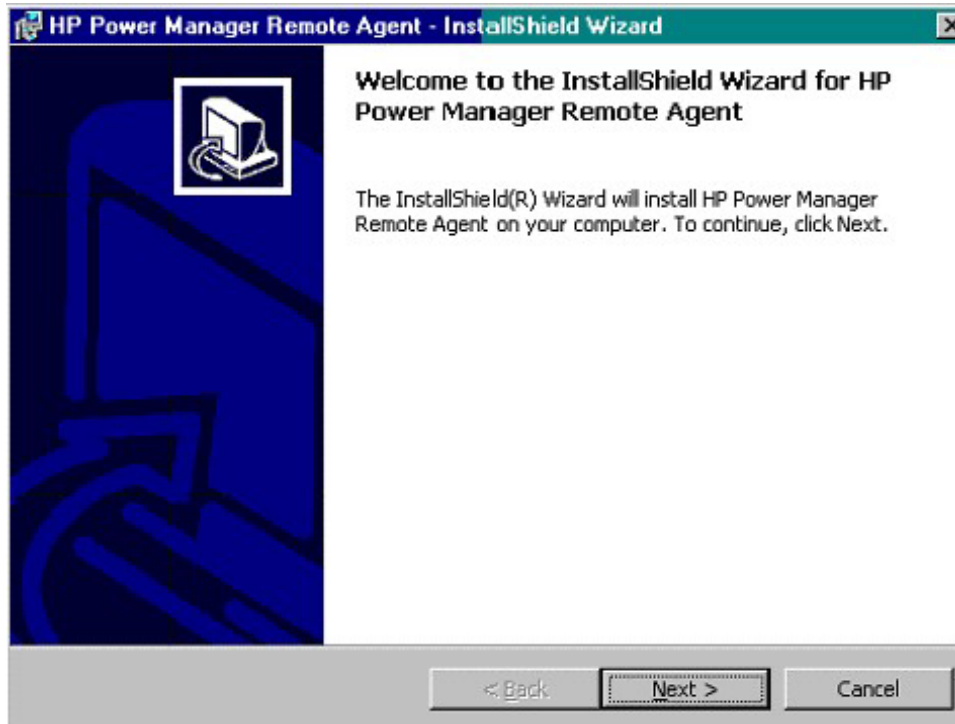 HP Power Manager Remote Agent - InstallShield Wizard
Welcome to the InstallShield Wizard for HP
Power Manager Remote Agent
The InstallShield(R) Wizard will install HP Power Manager
Remote Agent on your computer. To continue, click Next.
< Back
Next >
Cancel